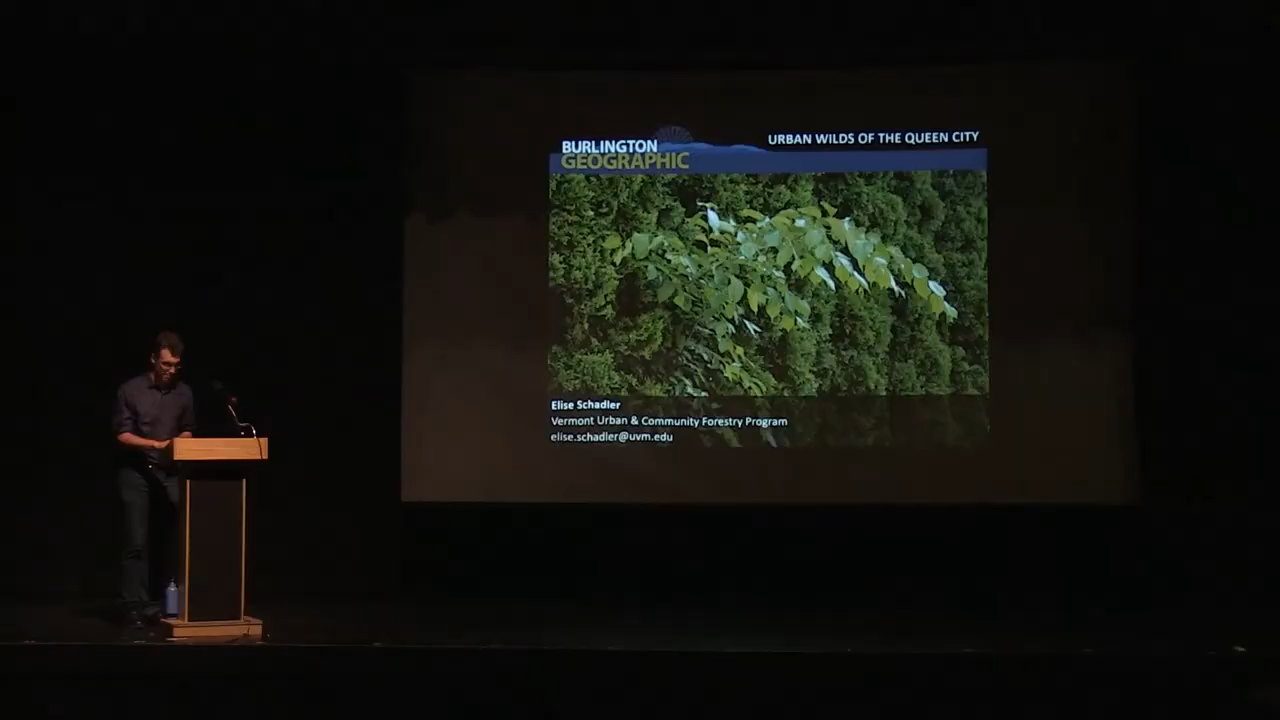 BURLINGTON
GEOGRAPHIC
URBAN WILDS OF THE QUEEN CITY
Elise Schadler
Vermont Urban & Community Forestry Program
elise.schadler@uvm.edu